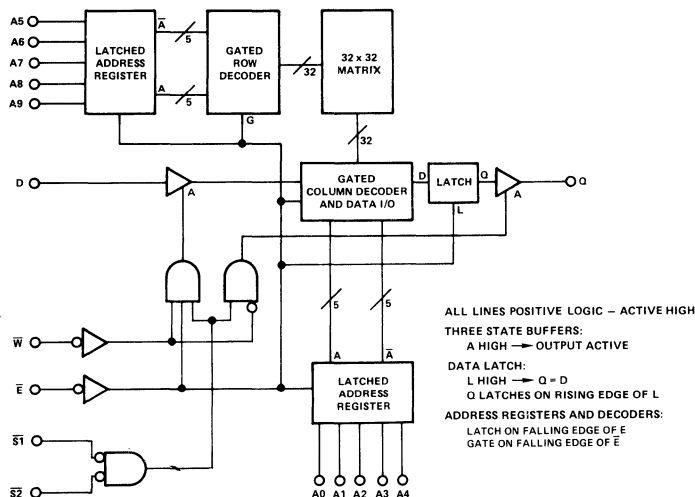 A5
A6
A7
A8
A9
LATCHED
ADDRESS
REGISTER
A̅
5
A
5
GATED
ROW
DECODER
G
32
32 x 32
MATRIX
32
D
A
GATED
COLUMN DECODER
AND DATA I/O
D
LATCH
L
Q
A
Q
W̅
E̅
S̅1̅
S̅2̅
5
5
A
A̅
LATCHED
ADDRESS
REGISTER
A0 A1 A2 A3 A4
ALL LINES POSITIVE LOGIC – ACTIVE HIGH
THREE STATE BUFFERS:
A HIGH → OUTPUT ACTIVE
DATA LATCH:
L HIGH → Q = D
Q LATCHES ON RISING EDGE OF L
ADDRESS REGISTERS AND DECODERS:
LATCH ON FALLING EDGE OF E̅
GATE ON FALLING EDGE OF E̅